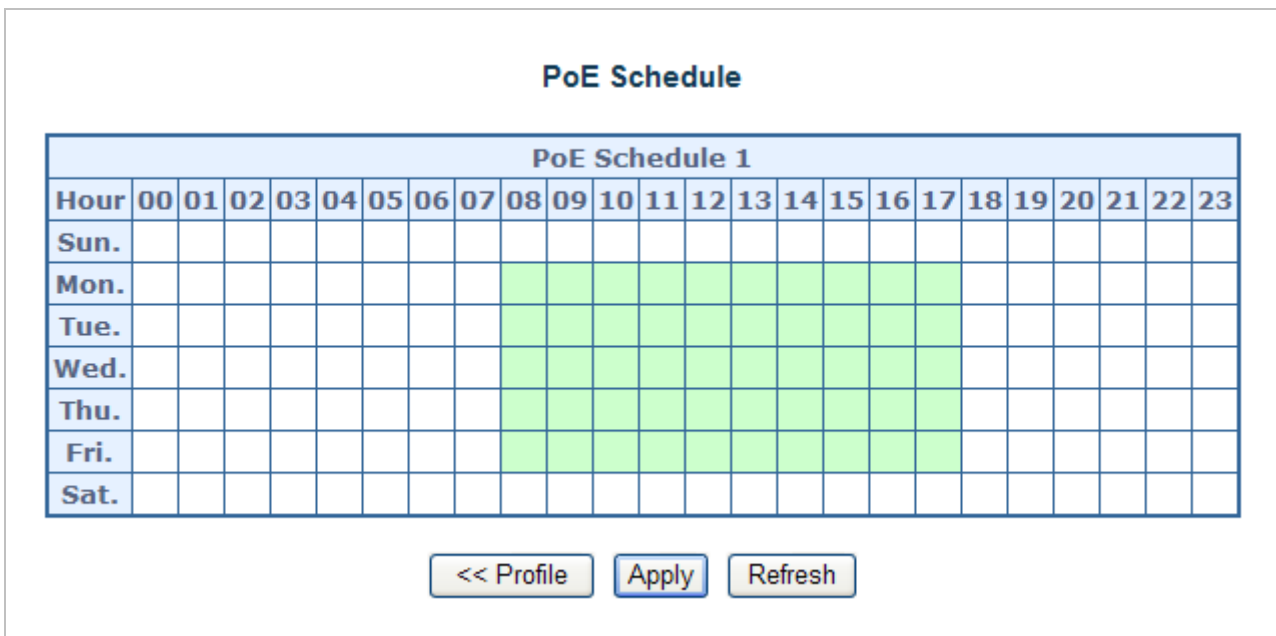 PoE Schedule
PoE Schedule 1
Hour 00 01 02 03 04 05 06 07 08 09 10 11 12 13 14 15 16 17 18 19 20 21 22 23
Sun.
Mon.
Tue.
Wed.
Thu.
Fri.
Sat.
<< Profile Apply Refresh